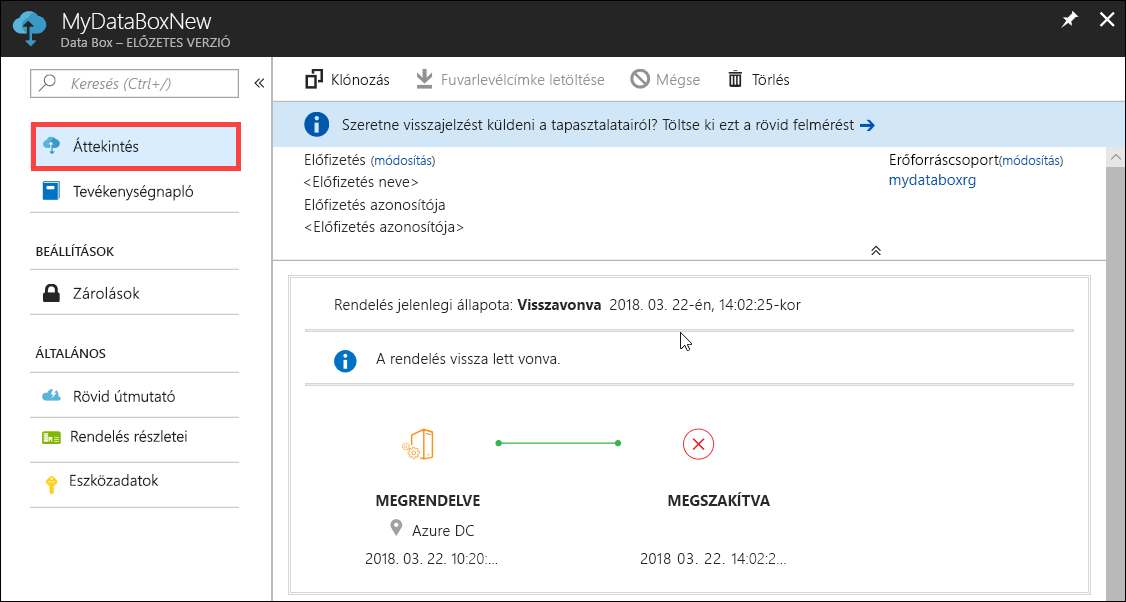 MyDataBoxNew
Data Box – ELŐZETES VERZIÓ
Keresés (Ctrl+/)
Áttekintés
Tevékenységnapló
BEÁLLÍTÁSOK
Zárolások
ÁLTALÁNOS
Rövid útmutató
Rendelés részletei
Eszközadatok
Klónozás
Fuvarlevélcímke letöltése
Mégse
Törlés
Szeretne visszajelzést küldeni a tapasztalatairól? Töltse ki ezt a rövid felmérést
Előfizetés (módosítás)
<Előfizetés neve>
Előfizetés azonosítója
<Előfizetés azonosítója>
Erőforráscsoport(módosítás)
mydataboxrg
Rendelés jelenlegi állapota: Visszavonva 2018. 03. 22-én, 14:02:25-kor
A rendelés vissza lett vonva.
MEGRENDELVE
Azure DC
2018. 03. 22. 10:20:...
MEGSZAKÍTVA
2018 03. 22. 14:02:2...